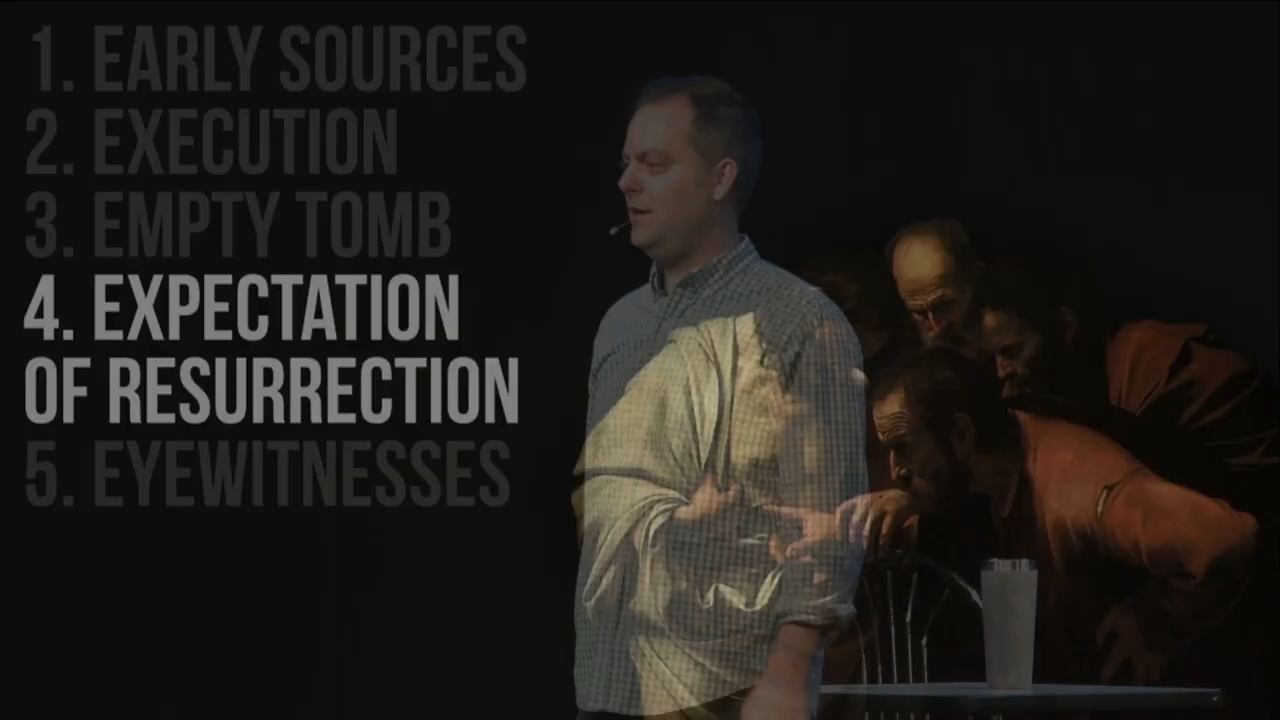 1. EARLY SOURCES
2. EXECUTION
3. EMPTY TOMB
4. EXPECTATION
OF RESURRECTION
5. EYEWITNESSES